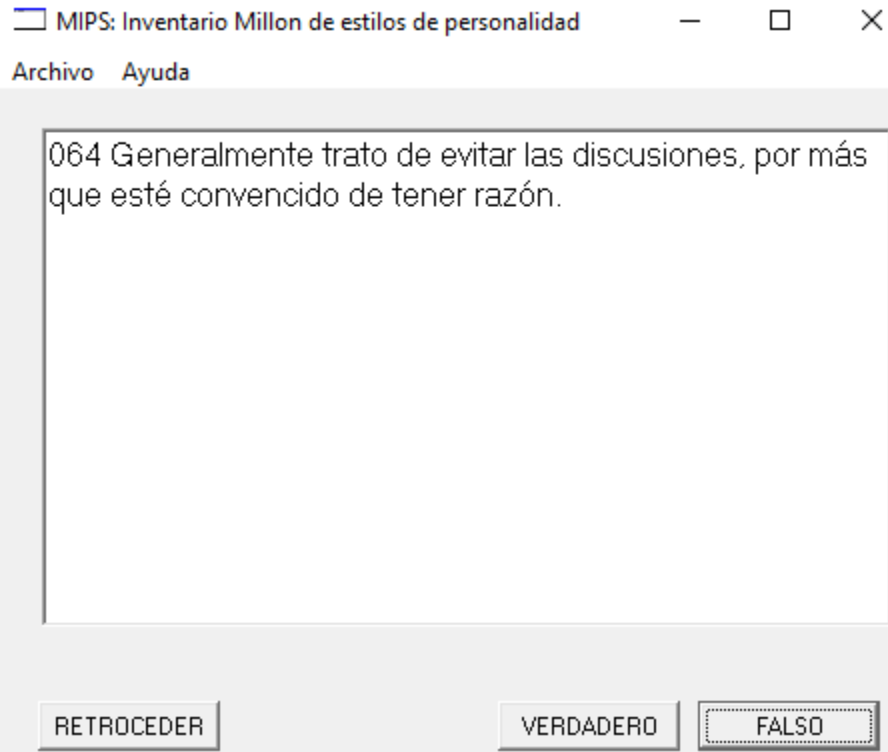 MIPS: Inventario Millon de estilos de personalidad
Archivo Ayuda
064 Generalmente trato de evitar las discusiones, por más
que esté convencido de tener razón.
RETROCEDER VERDADERO FALSO